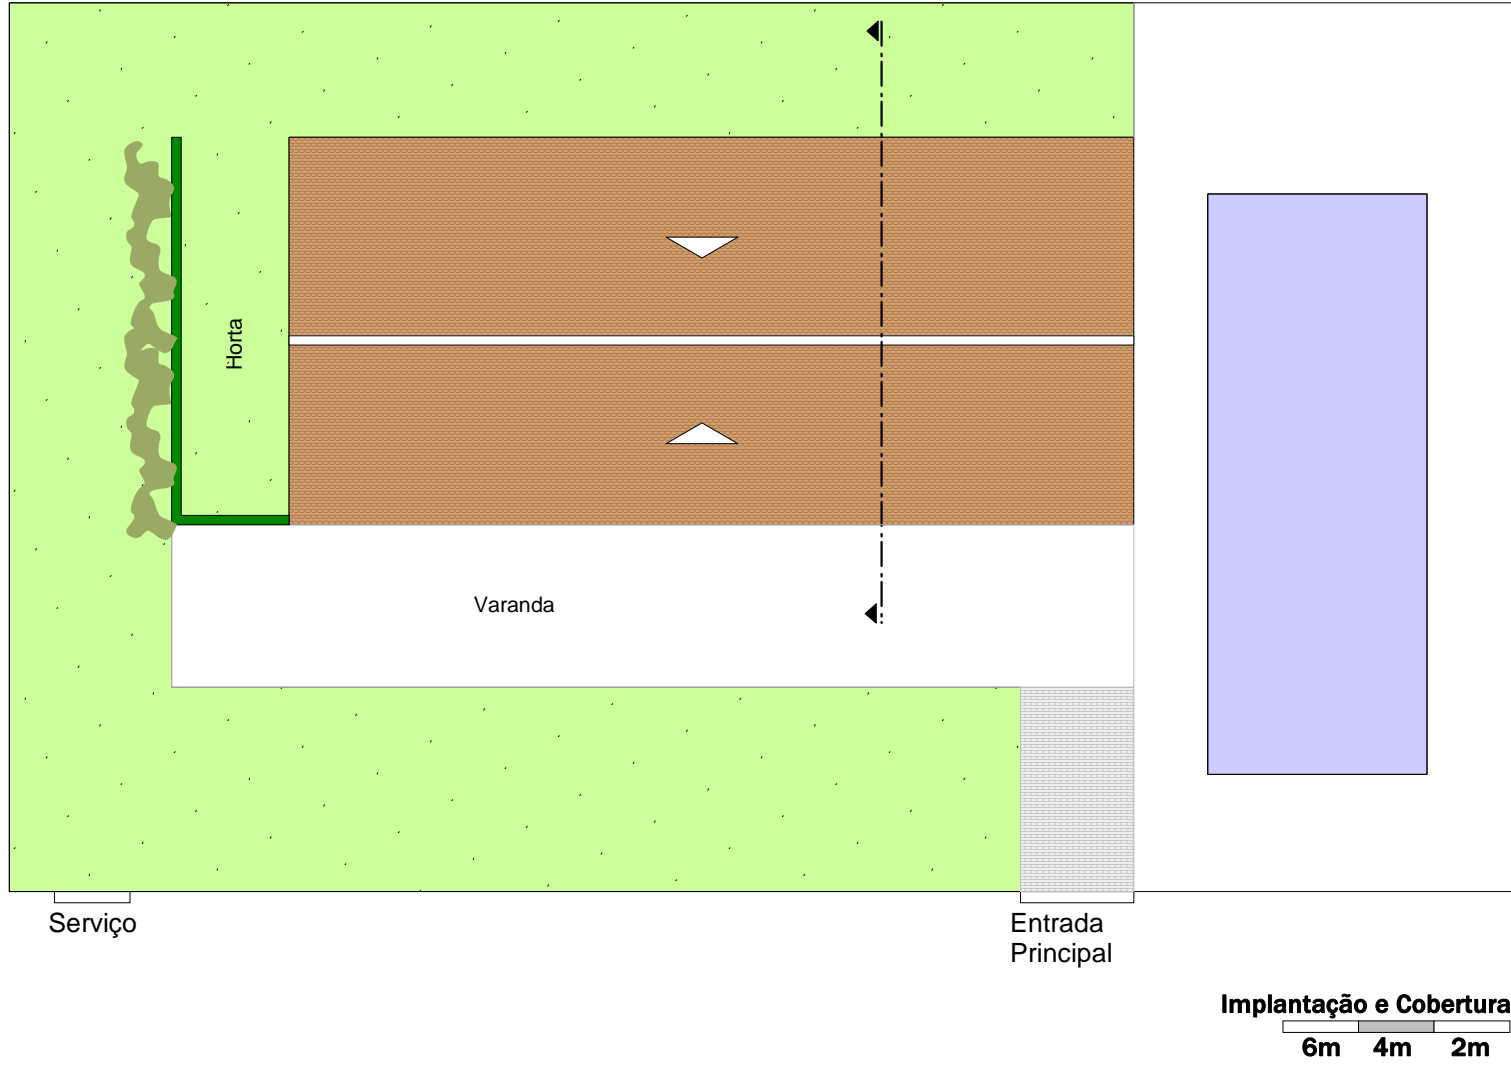 Horta
Varanda
Serviço
Entrada
Principal
Implantação e Cobertura
6m 4m 2m